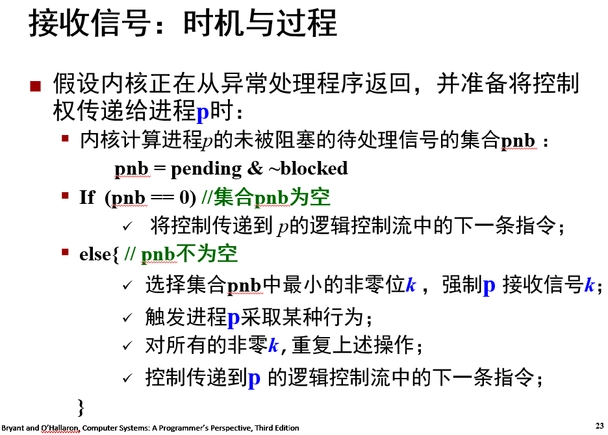 接收信号：时机与过程
■ 假设内核正在从异常处理程序返回，并准备将控制
权传递给进程p时：
▪ 内核计算进程p的未被阻塞的待处理信号的集合pnb：
pnb = pending & ~blocked
▪ If (pnb == 0) //集合pnb为空
✓ 将控制传递到 p的逻辑控制流中的下一条指令；
▪ else{ // pnb不为空
✓ 选择集合pnb中最小的非零位k ，强制p 接收信号k；
✓ 触发进程p采取某种行为；
✓ 对所有的非零k，重复上述操作；
✓ 控制传递到p 的逻辑控制流中的下一条指令；
}
Bryant and O'Hallaron, Computer Systems: A Programmer's Perspective, Third Edition
23